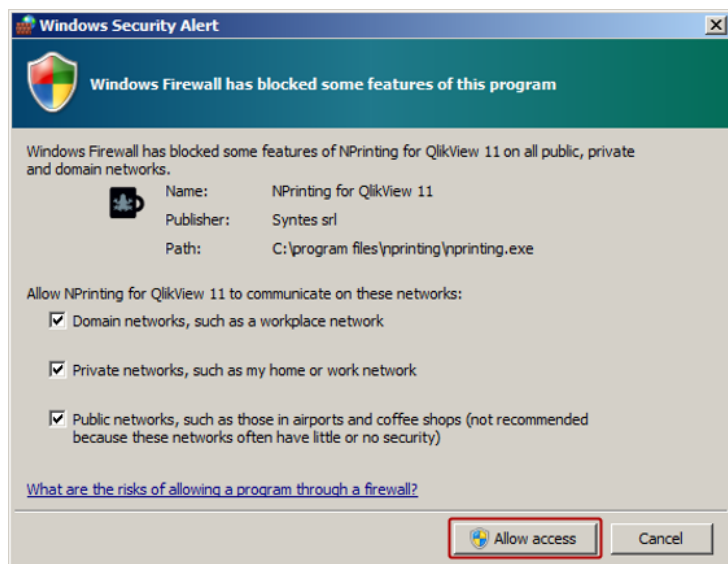 Windows Security Alert
Windows Firewall has blocked some features of this program
Windows Firewall has blocked some features of NPrinting for QlikView 11 on all public, private
and domain networks.
Name: NPrinting for QlikView 11
Publisher: Syntes srl
Path: C:\program files\nprinting\nprinting.exe
Allow NPrinting for QlikView 11 to communicate on these networks:
Domain networks, such as a workplace network
Private networks, such as my home or work network
Public networks, such as those in airports and coffee shops (not recommended
because these networks often have little or no security)
What are the risks of allowing a program through a firewall?
Allow access Cancel